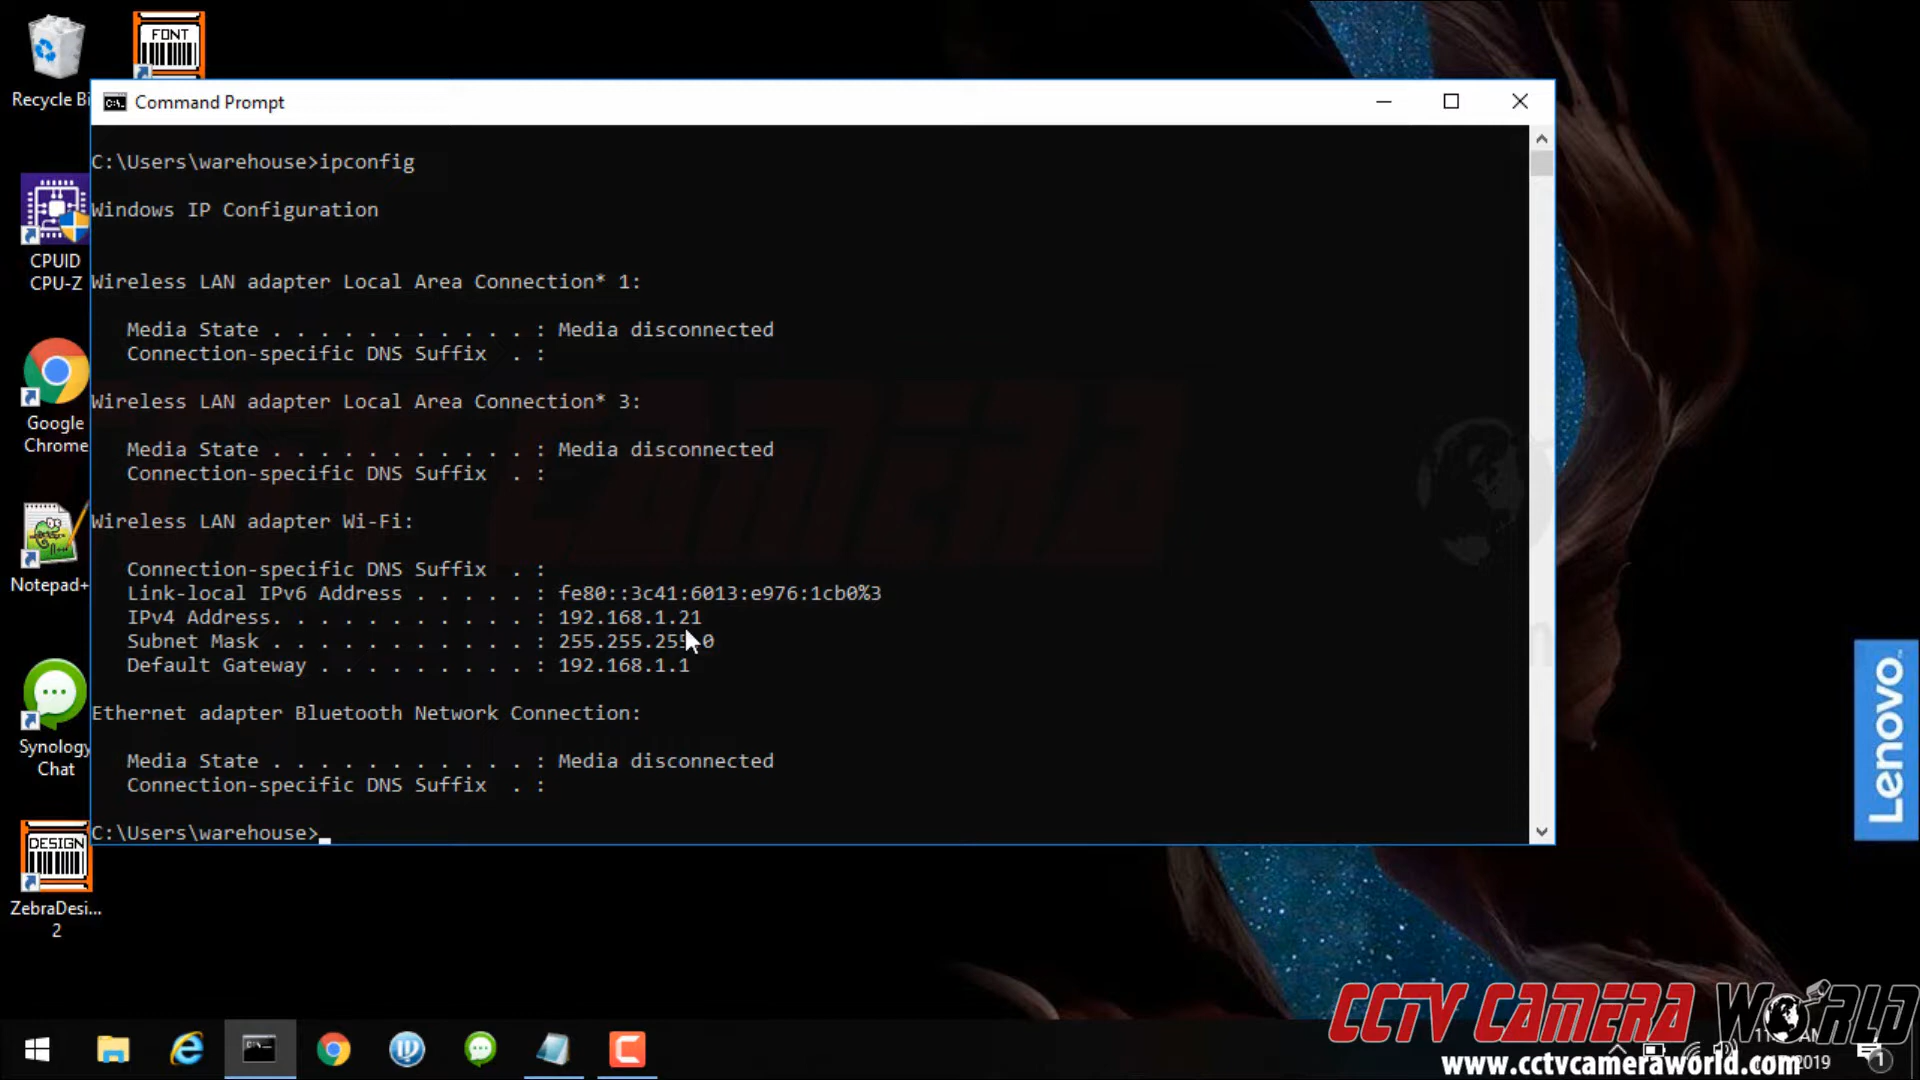 FONT
Recycle Bi
Command Prompt
C:\Users\warehouse>ipconfig
Windows IP Configuration
Wireless LAN adapter Local Area Connection* 1:
Media State . . . . . . . . . . . : Media disconnected
Connection-specific DNS Suffix  . :
Wireless LAN adapter Local Area Connection* 3:
Media State . . . . . . . . . . . : Media disconnected
Connection-specific DNS Suffix  . :
Wireless LAN adapter Wi-Fi:
Connection-specific DNS Suffix  . :
Link-local IPv6 Address . . . . . : fe80::3c41:6013:e976:1cb0%3
IPv4 Address. . . . . . . . . . . : 192.168.1.21
Subnet Mask . . . . . . . . . . . : 255.255.255.0
Default Gateway . . . . . . . . . : 192.168.1.1
Ethernet adapter Bluetooth Network Connection:
Media State . . . . . . . . . . . : Media disconnected
Connection-specific DNS Suffix  . :
C:\Users\warehouse>
CPUID
CPU-Z
Google
Chrome
Notepad+
Synology
Chat
DESIGN
ZebraDesi...
2
Lenovo
CCTV CAMERA WORLD
www.cctvcameraworld.com
2019
1